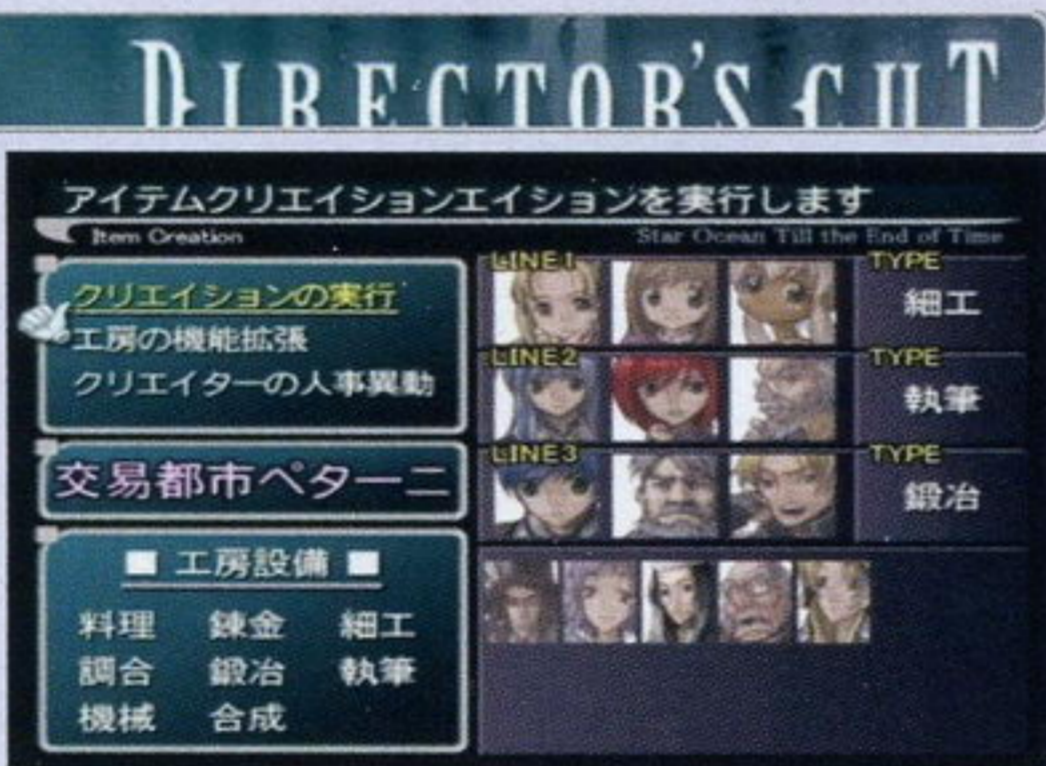 DIRECTOR'S CUT
アイテムクリエイションエイションを実行します
Item Creation
Star Ocean Till the End of Time
クリエイションの実行
工房の機能拡張
クリエイターの人事異動
交易都市ペターニ
■ 工房設備 ■
料理 錬金 細工
調合 鍛冶 執筆
機械 合成
LINE1 TYPE
細工
LINE2 TYPE
執筆
LINE3 TYPE
鍛冶